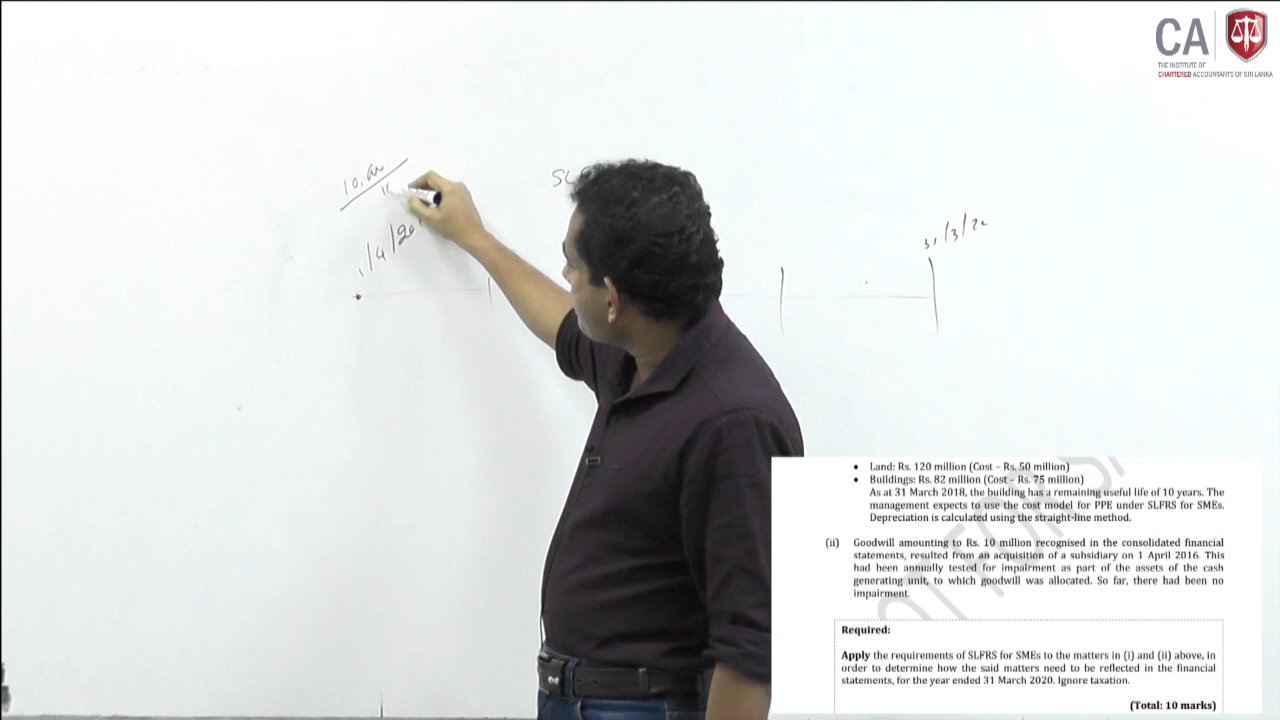 CA
THE INSTITUTE OF
CHARTERED ACCOUNTANTS OF SRI LANKA
31/3/20
• Land: Rs. 120 million (Cost – Rs. 50 million)
• Buildings: Rs. 82 million (Cost – Rs. 75 million)
As at 31 March 2018, the building has a remaining useful life of 10 years. The
management expects to use the cost model for PPE under SLFRS for SMEs.
Depreciation is calculated using the straight-line method.
(ii) Goodwill amounting to Rs. 10 million recognised in the consolidated financial
statements, resulted from an acquisition of a subsidiary on 1 April 2016. This
had been annually tested for impairment as part of the assets of the cash
generating unit, to which goodwill was allocated. So far, there had been no
impairment.
Required:
Apply the requirements of SLFRS for SMEs to the matters in (i) and (ii) above, in
order to determine how the said matters need to be reflected in the financial
statements, for the year ended 31 March 2020. Ignore taxation.
(Total: 10 marks)